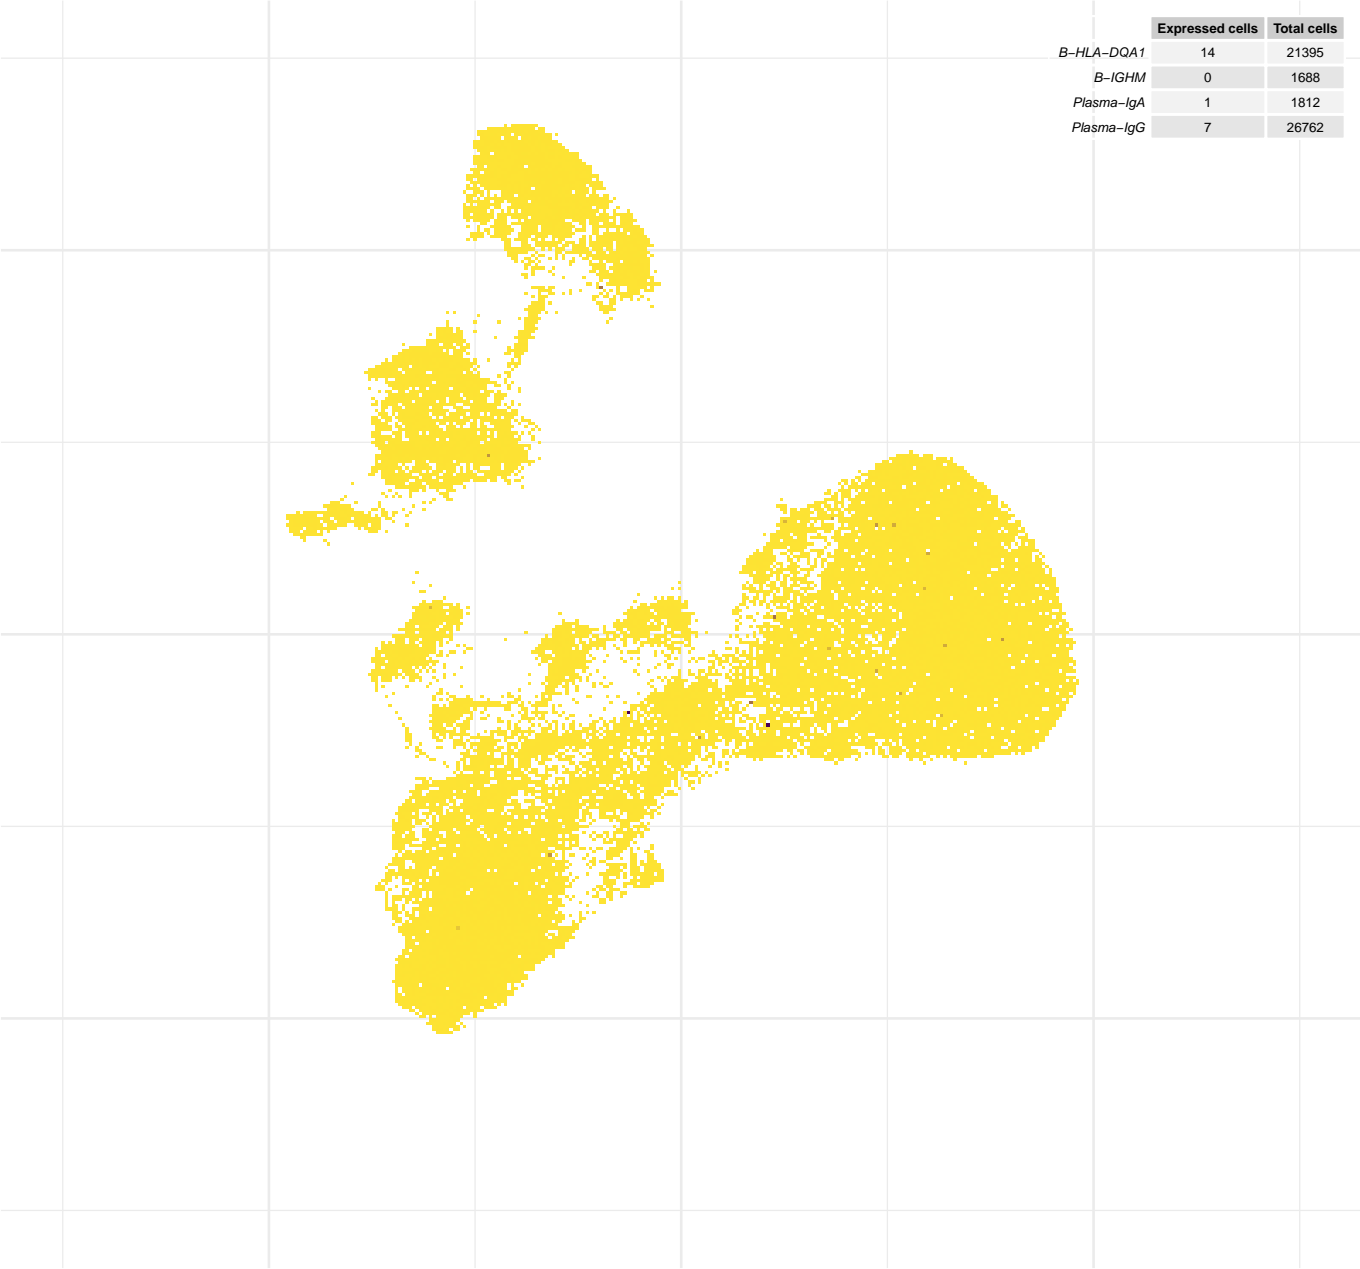 Expressed cells Total cells
B−HLA−DQA1 14 21395
B−IGHM 0 1688
Plasma−IgA 1 1812
Plasma−IgG 7 26762